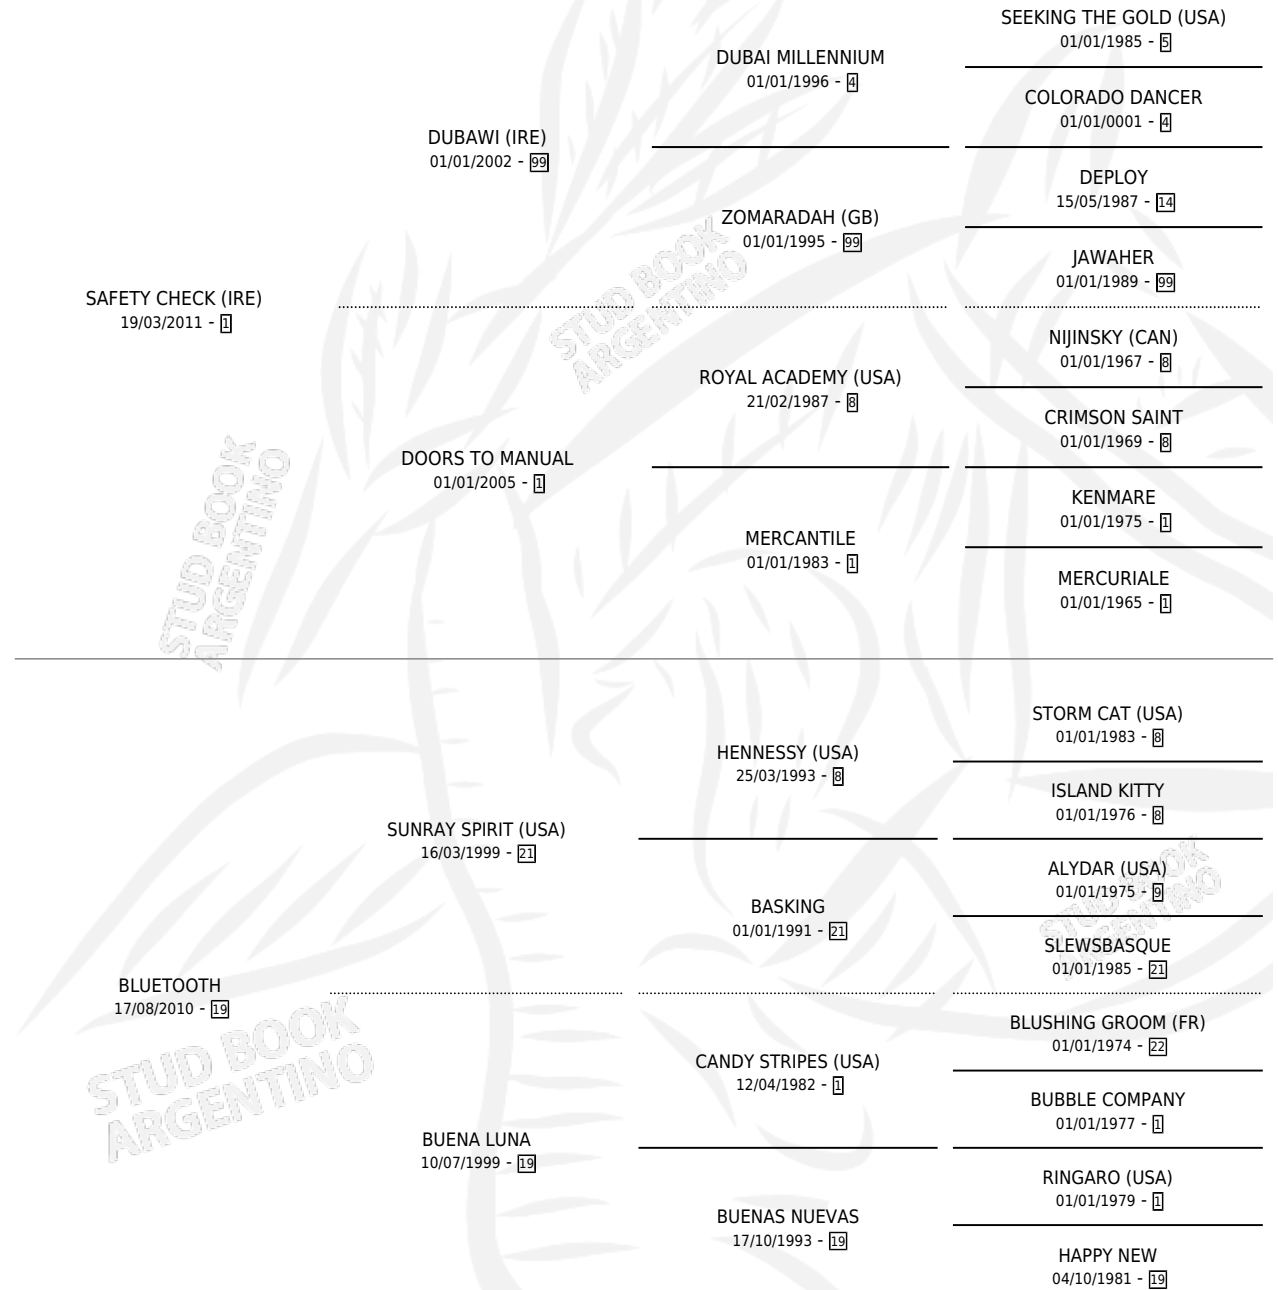 SEEKING THE GOLD (USA)
01/01/1985 - 5
DUBAI MILLENNIUM
01/01/1996 - 4
COLORADO DANCER
01/01/0001 - 4
DUBAWI (IRE)
01/01/2002 - 99
DEPLOY
15/05/1987 - 14
ZOMARADAH (GB)
01/01/1995 - 99
JAWAHER
01/01/1989 - 99
SAFETY CHECK (IRE)
19/03/2011 - 1
NIJINSKY (CAN)
01/01/1967 - 8
ROYAL ACADEMY (USA)
21/02/1987 - 8
CRIMSON SAINT
01/01/1969 - 8
DOORS TO MANUAL
01/01/2005 - 1
KENMARE
01/01/1975 - 1
MERCANTILE
01/01/1983 - 1
MERCURIALE
01/01/1965 - 1
STORM CAT (USA)
01/01/1983 - 8
HENNESSY (USA)
25/03/1993 - 8
ISLAND KITTY
01/01/1976 - 8
SUNRAY SPIRIT (USA)
16/03/1999 - 21
ALYDAR (USA)
01/01/1975 - 9
BASKING
01/01/1991 - 21
SLEWSBASQUE
01/01/1985 - 21
BLUETOOTH
17/08/2010 - 19
BLUSHING GROOM (FR)
01/01/1974 - 22
CANDY STRIPES (USA)
12/04/1982 - 1
BUBBLE COMPANY
01/01/1977 - 1
BUENA LUNA
10/07/1999 - 19
RINGARO (USA)
01/01/1979 - 1
BUENAS NUEVAS
17/10/1993 - 19
HAPPY NEW
04/10/1981 - 19
STUD BOOK
ARGENTINO
STUD BOOK
ARGENTINO
STUD BOOK
ARGENTINO
STUD BOOK
ARGENTINO